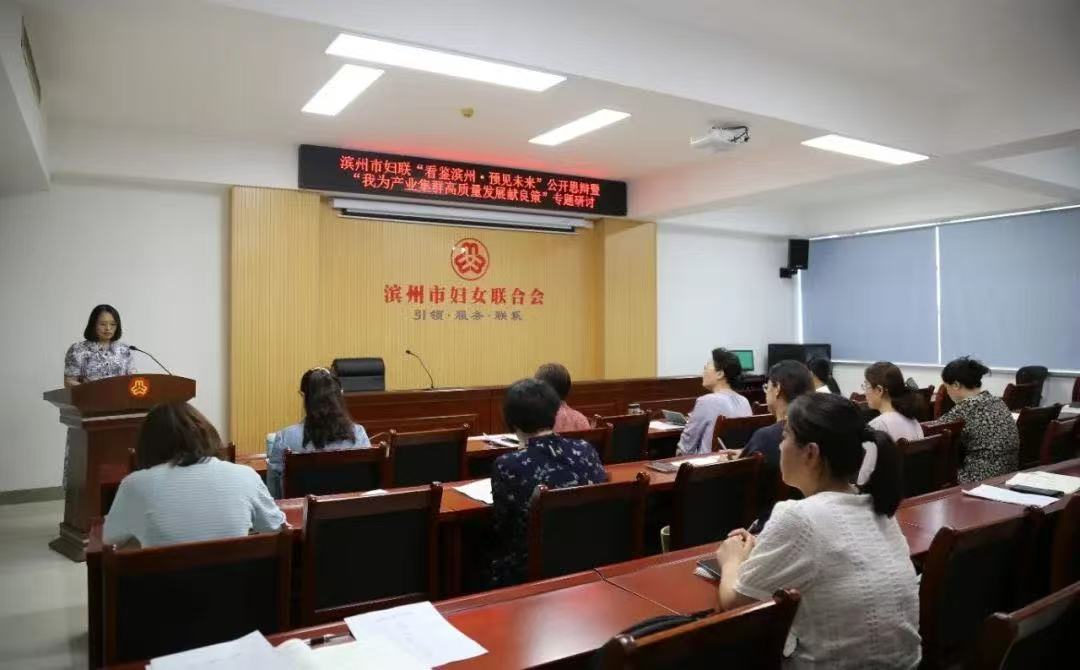 滨州市妇联“看鉴滨州·预见未来”公开思辩暨
“我为产业集群高质量发展献良策”专题研讨
滨州市妇女联合会
引领·服务·联系